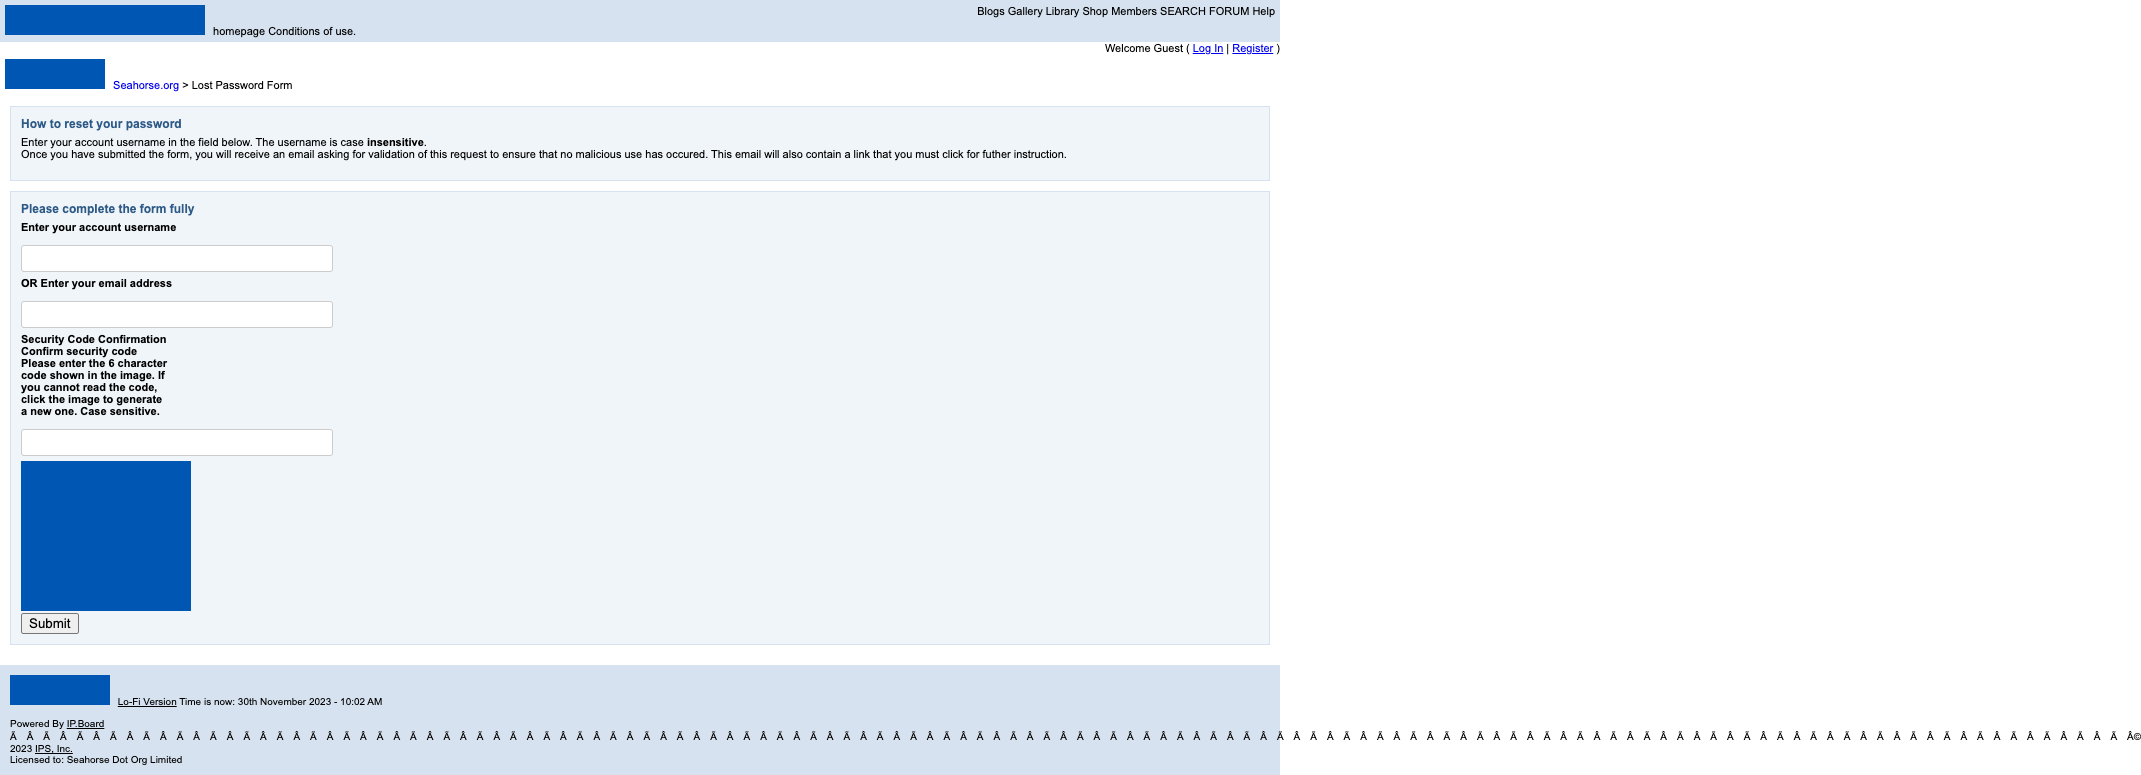 Blogs Gallery Library Shop Members SEARCH FORUM Help
homepage Conditions of use.
Welcome Guest ( Log In | Register )
Seahorse.org > Lost Password Form
How to reset your password
Enter your account username in the field below. The username is case insensitive.
Once you have submitted the form, you will receive an email asking for validation of this request to ensure that no malicious use has occured. This email will also contain a link that you must click for futher instruction.
Please complete the form fully
Enter your account username
OR Enter your email address
Security Code Confirmation
Confirm security code
Please enter the 6 character
code shown in the image. If
you cannot read the code,
click the image to generate
a new one. Case sensitive.
Submit
Lo-Fi Version Time is now: 30th November 2023 - 10:02 AM
Powered By IP.Board
©
2023 IPS, Inc.
Licensed to: Seahorse Dot Org Limited